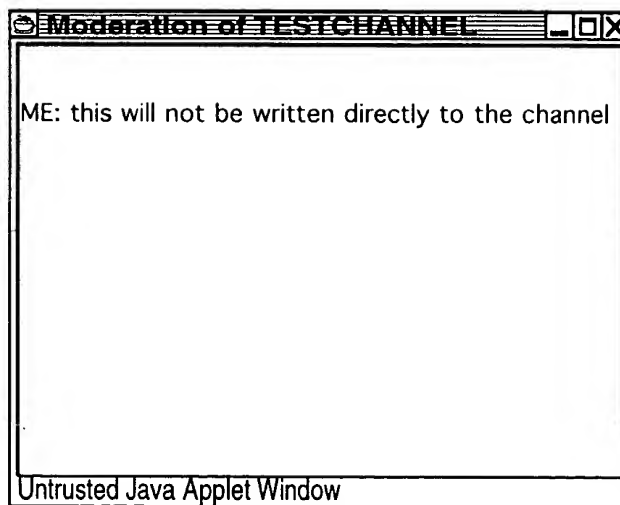 Moderation of TESTCHANNEL
ME: this will not be written directly to the channel
Untrusted Java Applet Window